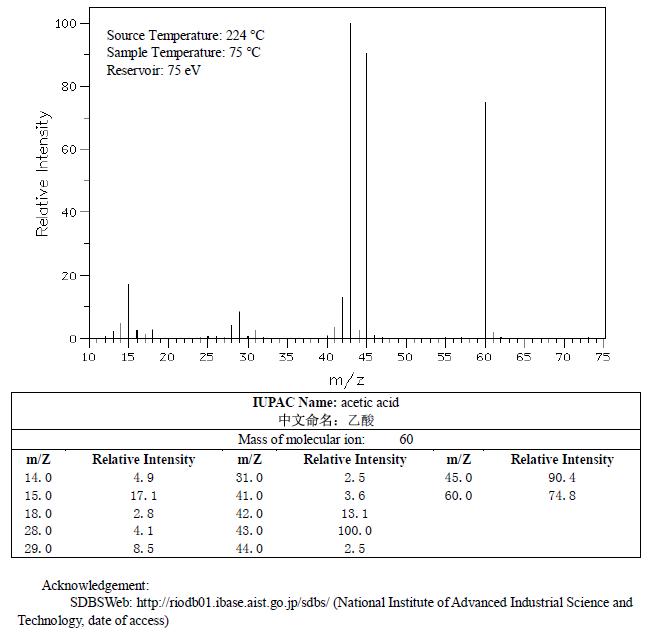 100
80
60
40
20
0
Relative Intensity
Source Temperature: 224 °C
Sample Temperature: 75 °C
Reservoir: 75 eV
10 15 20 25 30 35 40 45 50 55 60 65 70 75
m/z
IUPAC Name: acetic acid
中文命名：乙酸
Mass of molecular ion: 60
m/Z Relative Intensity m/Z Relative Intensity m/Z Relative Intensity
14.0 4.9 31.0 2.5 45.0 90.4
15.0 17.1 41.0 3.6 60.0 74.8
18.0 2.8 42.0 13.1
28.0 4.1 43.0 100.0
29.0 8.5 44.0 2.5
Acknowledgement:
SDBSWeb: http://riodb01.ibase.aist.go.jp/sdbs/ (National Institute of Advanced Industrial Science and
Technology, date of access)